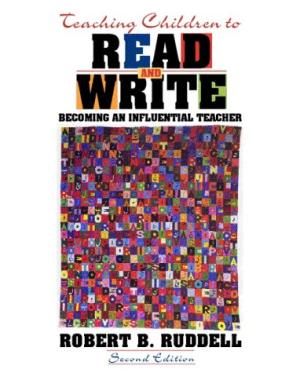 Teaching Children to
READ
AND
WRITE
BECOMING AN INFLUENTIAL TEACHER
ROBERT B. RUDDELL
Second Edition